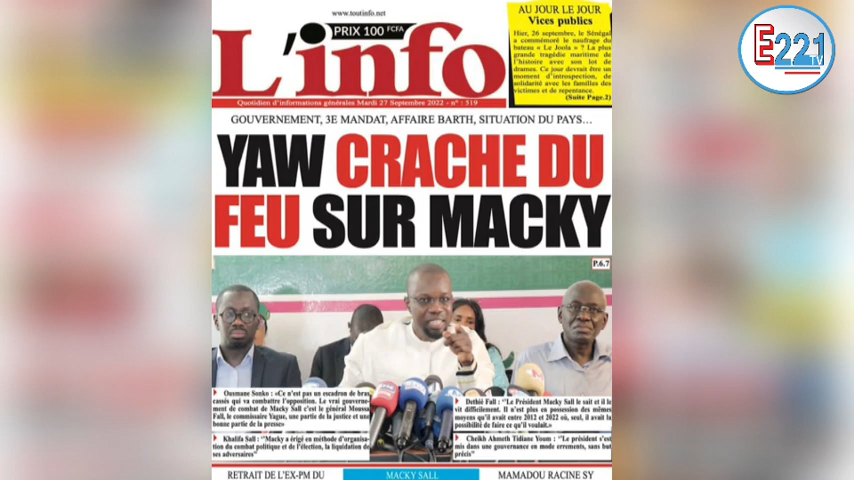 www.toutinfo.net
PRIX 100 FCFA
L'info
Quotidien d'informations générales Mardi 27 Septembre 2022 - n° : 519
AU JOUR LE JOUR
Vices publics
Hier, 26 septembre, le Sénégal
a commémoré le naufrage du
bateau « Le Joola » ? La plus
grande tragédie maritime de
l'histoire avec son lot de
drames. Ce jour devrait être un
moment d'introspection, de
solidarité avec les familles des
victimes et de repentance.
(Suite Page.2)
E221
TV
GOUVERNEMENT, 3E MANDAT, AFFAIRE BARTH, SITUATION DU PAYS…
YAW CRACHE DU
FEU SUR MACKY
P.6.7
Ousmane Sonko : «Ce n'est pas un escadron de bras
cassés qui va combattre l'opposition. Le vrai gouverne-
ment de combat de Macky Sall c'est le général Moussa
Fall, le commissaire Yague, une partie de la justice et une
bonne partie de la presse»
Khalifa Sall : “Macky a érigé en méthode d'organisa-
tion du combat politique et de l'élection, la liquidation de
ses adversaires”
Dethié Fall : “Le Président Macky Sall le sait et il le
vit difficilement. Il n'est plus en possession des mêmes
moyens qu'il avait entre 2012 et 2022 où, seul, il avait la
possibilité de faire ce qu'il voulait.»
Cheikh Ahmeth Tidiane Youm : “Le président s'est
mis dans une gouvernance en mode errements, sans but
précis”
RETRAIT DE L'EX-PM DU
MACKY SALL
MAMADOU RACINE SY